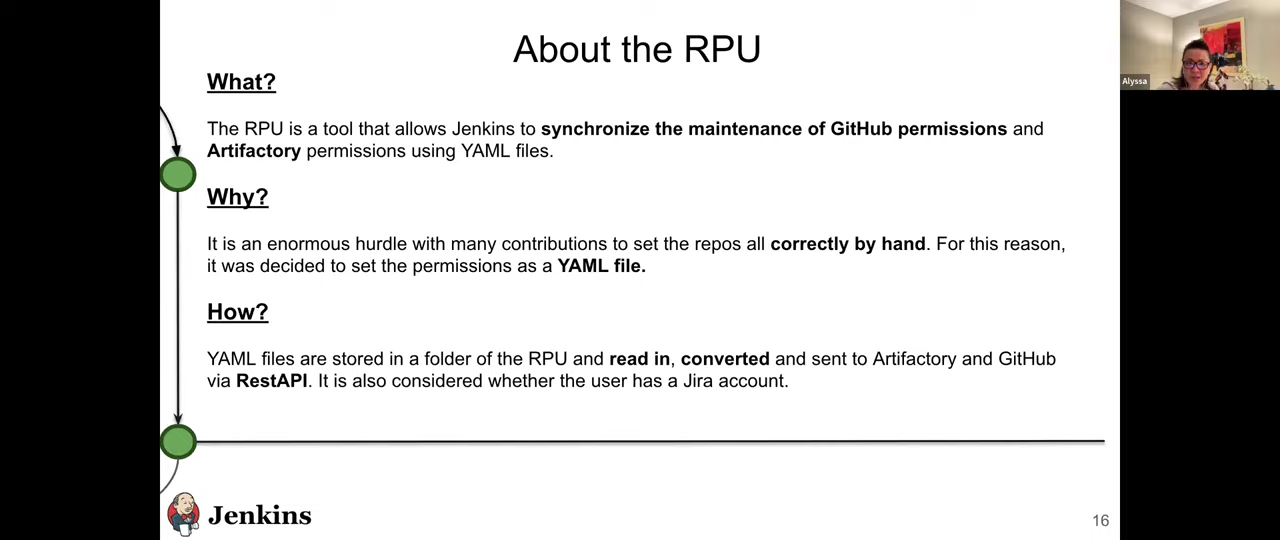 About the RPU
What?
The RPU is a tool that allows Jenkins to synchronize the maintenance of GitHub permissions and
Artifactory permissions using YAML files.
Why?
It is an enormous hurdle with many contributions to set the repos all correctly by hand. For this reason,
it was decided to set the permissions as a YAML file.
How?
YAML files are stored in a folder of the RPU and read in, converted and sent to Artifactory and GitHub
via RestAPI. It is also considered whether the user has a Jira account.
Jenkins
16
Alyssa